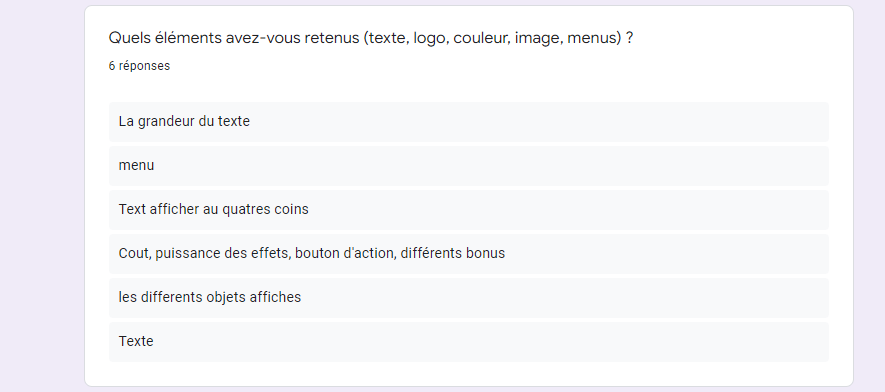 Quels éléments avez-vous retenus (texte, logo, couleur, image, menus) ?
6 réponses
La grandeur du texte
menu
Text afficher au quatres coins
Cout, puissance des effets, bouton d'action, différents bonus
les differents objets affiches
Texte